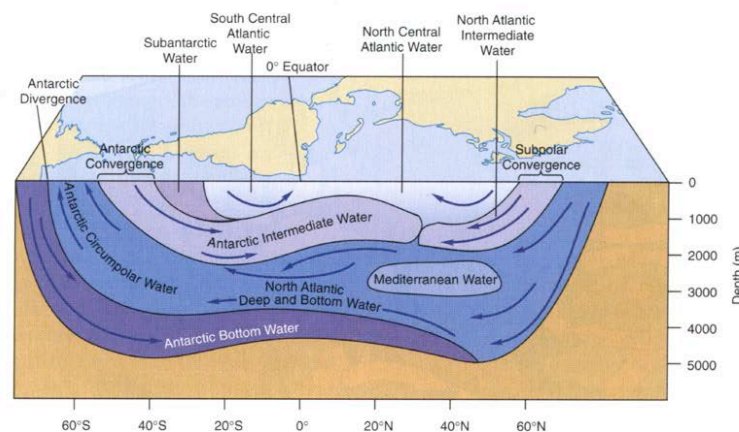 South Central
Atlantic
Water
North Central
Atlantic Water
North Atlantic
Intermediate
Water
Subantarctic
Water
0° Equator
Antarctic
Divergence
Antarctic
Convergence
Subpolar
Convergence
0
1000
2000
3000
4000
5000
Depth (m)
Antarctic Circumpolar Water
Antarctic Intermediate Water
Mediterranean Water
North Atlantic
Deep and Bottom Water
Antarctic Bottom Water
60°S
40°S
20°S
0°
20°N
40°N
60°N